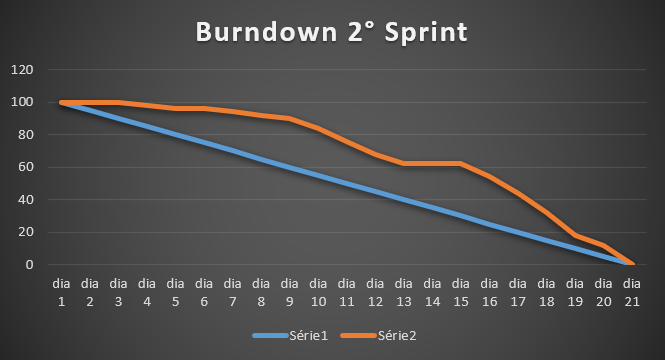 Burndown 2° Sprint
120
100
80
60
40
20
0
dia 1
dia 2
dia 3
dia 4
dia 5
dia 6
dia 7
dia 8
dia 9
dia 10
dia 11
dia 12
dia 13
dia 14
dia 15
dia 16
dia 17
dia 18
dia 19
dia 20
dia 21
Série1
Série2